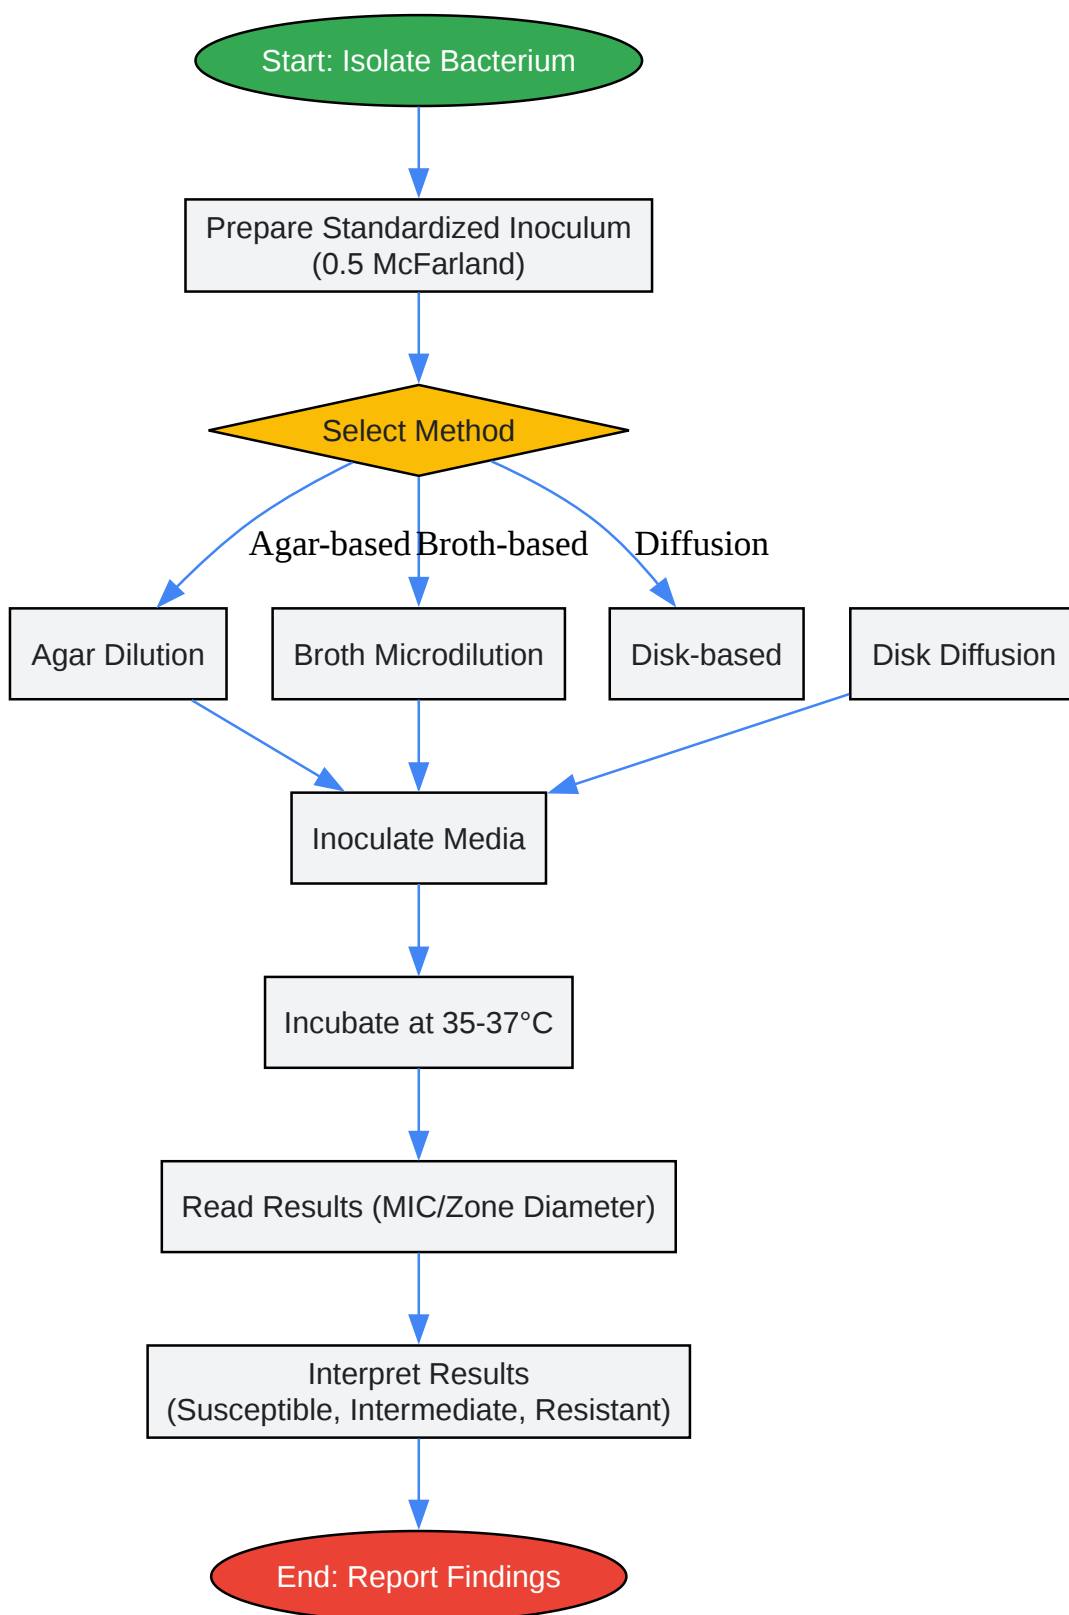 Start: Isolate Bacterium
Prepare Standardized Inoculum
(0.5 McFarland)
Select Method
Agar-based
Broth-based
Diffusion
Agar Dilution
Broth Microdilution
Disk-based
Disk Diffusion
Inoculate Media
Incubate at 35-37°C
Read Results (MIC/Zone Diameter)
Interpret Results
(Susceptible, Intermediate, Resistant)
End: Report Findings